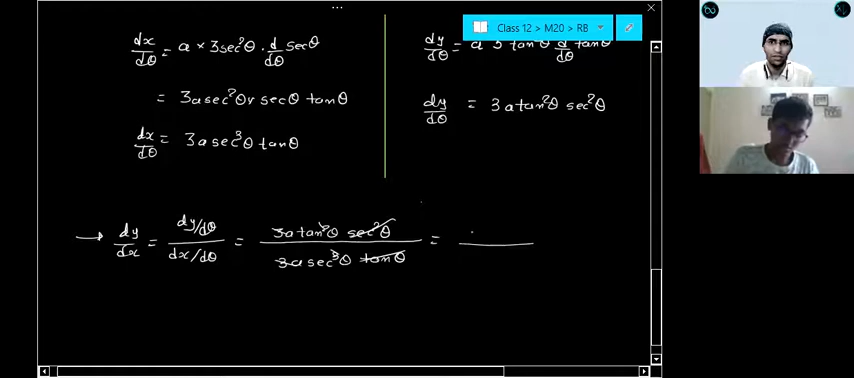 Class 12 > M20 > RB
dx/dθ = a × 3sec²θ · d/dθ secθ
= 3a sec²θ × secθ tanθ
dx/dθ = 3a sec³θ tanθ
dy/dθ = a 3 tan²θ d/dθ tanθ
dy/dθ = 3a tan²θ sec²θ
→ dy/dx = dy/dθ / dx/dθ = 3a tan²θ sec²θ / 3a sec³θ tanθ =